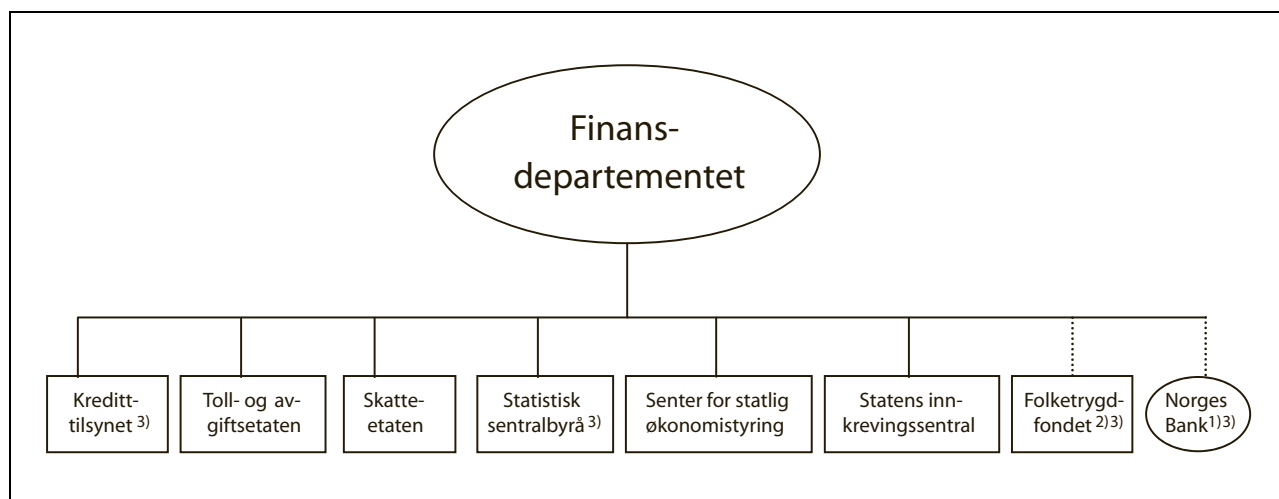 Finans-
departementet
Kreditt-
tilsynet 3)
Toll- og av-
giftsetaten
Skatte-
etaten
Statistisk
sentralbyrå 3)
Senter for statlig
økonomistyring
Statens inn-
krevingssentral
Folketrygd-
fondet 2)3)
Norges
Bank1)3)